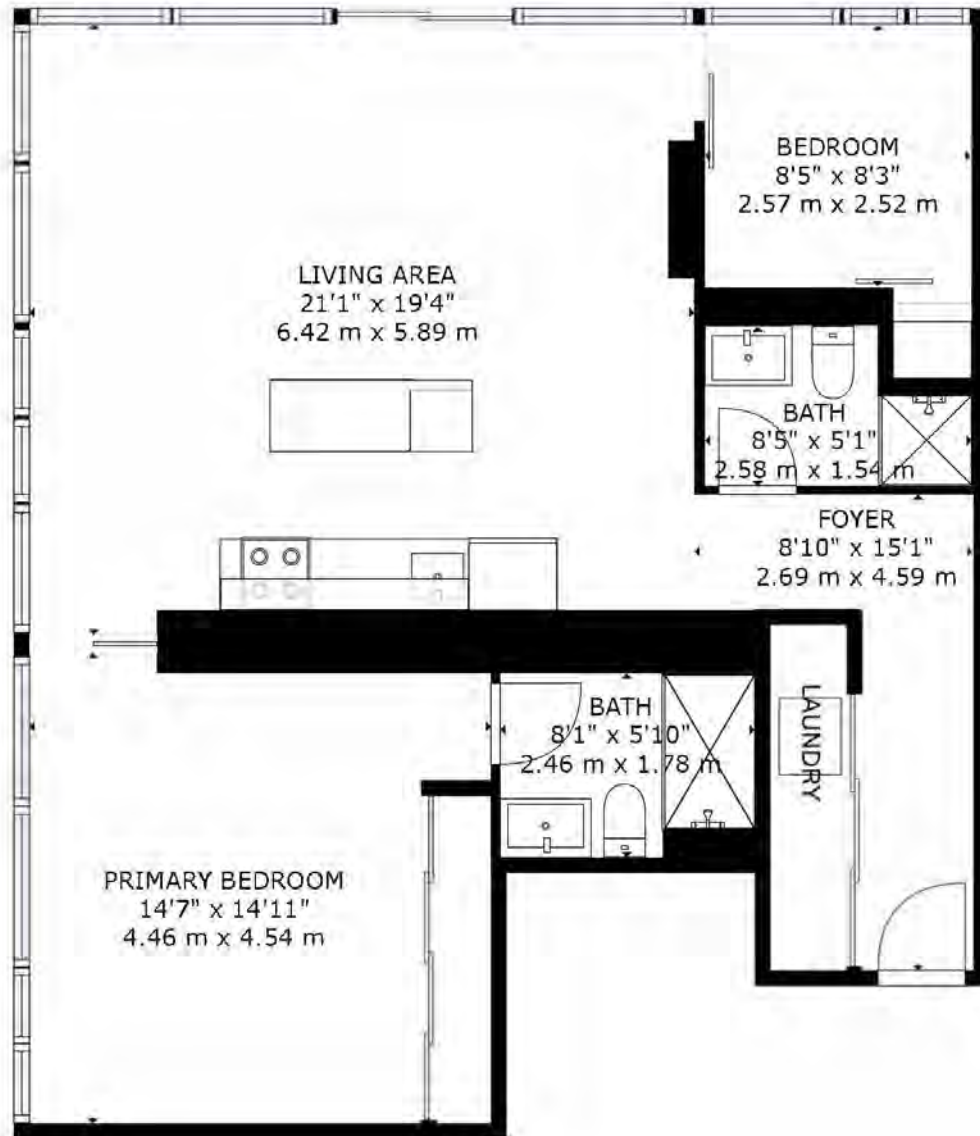 BEDROOM
8'5" x 8'3"
2.57 m x 2.52 m
LIVING AREA
21'1" x 19'4"
6.42 m x 5.89 m
BATH
8'5" x 5'1"
2.58 m x 1.54 m
FOYER
8'10" x 15'1"
2.69 m x 4.59 m
BATH
8'1" x 5'10"
2.46 m x 1.78 m
LAUNDRY
PRIMARY BEDROOM
14'7" x 14'11"
4.46 m x 4.54 m